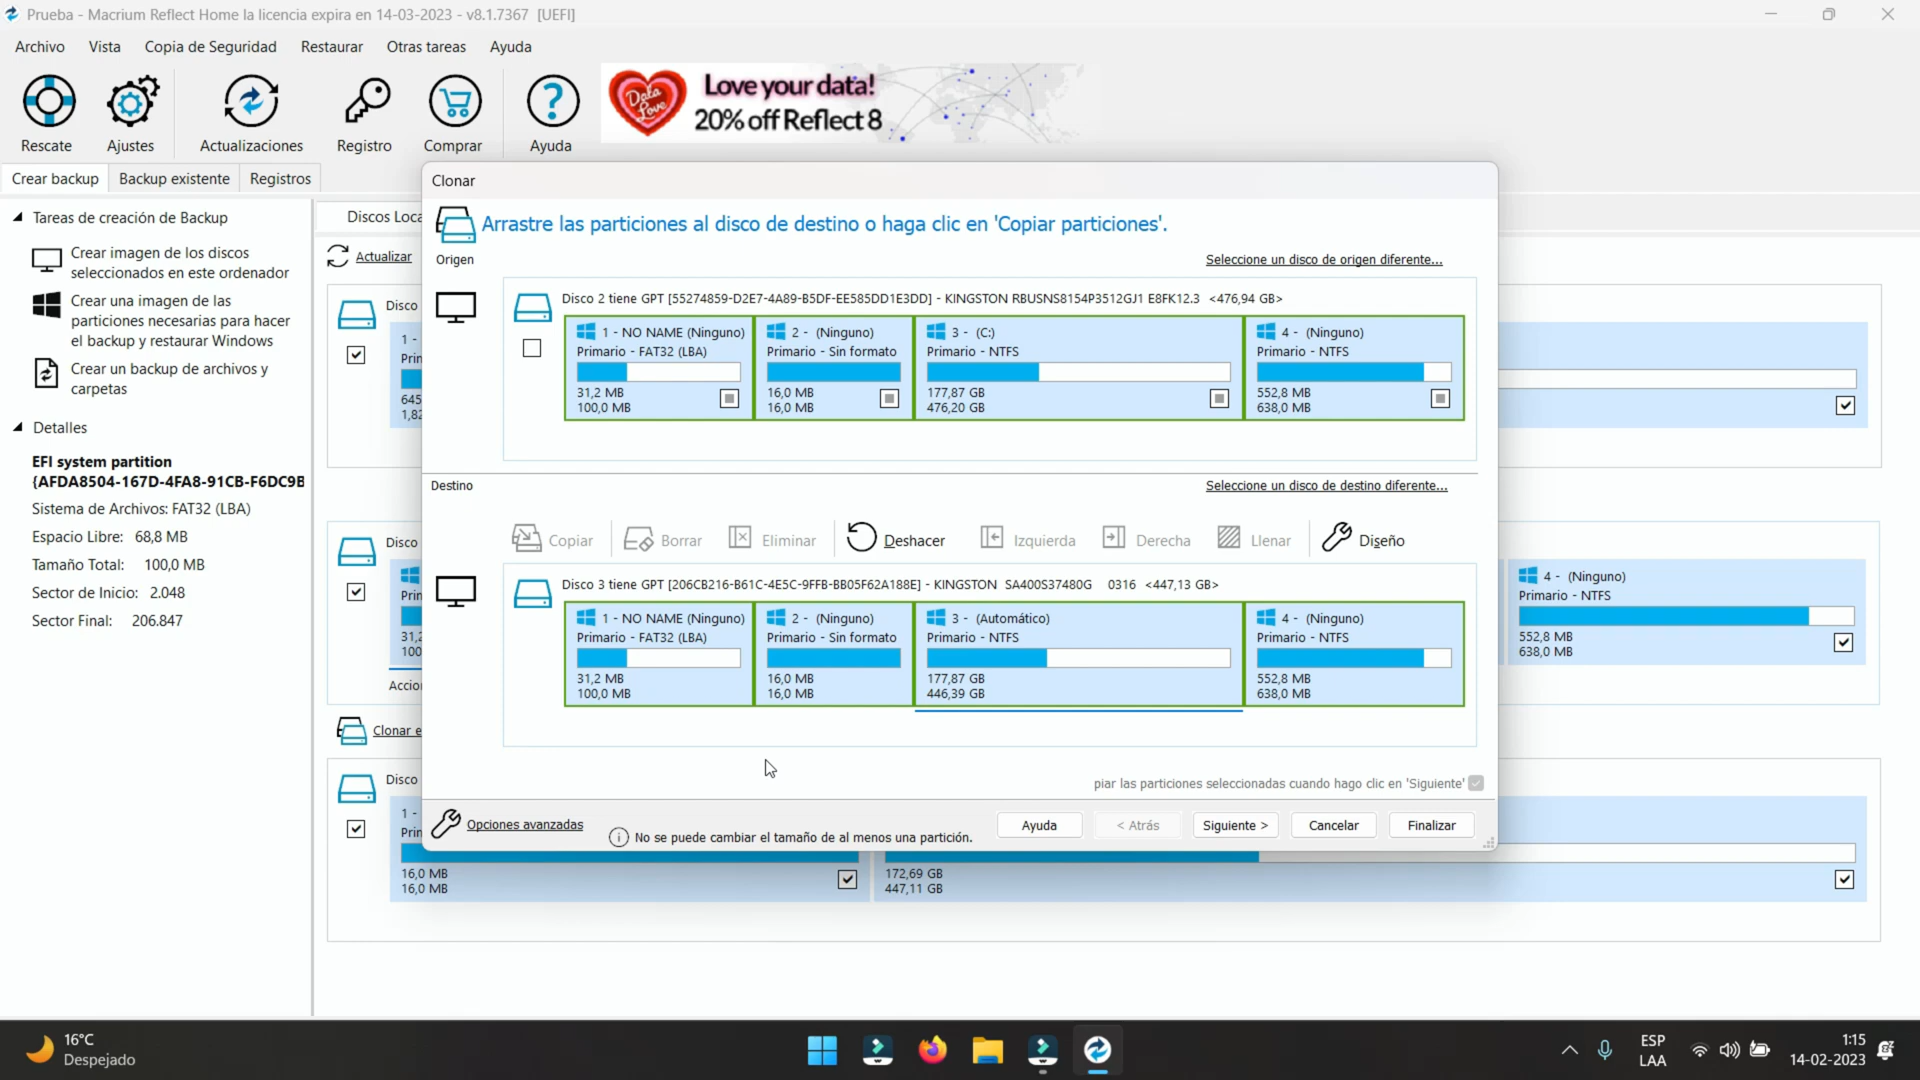 Prueba - Macrium Reflect Home la licencia expira en 14-03-2023 - v8.1.7367 [UEFI]
Archivo Vista Copia de Seguridad Restaurar Otras tareas Ayuda
Rescate Ajustes Actualizaciones Registro Comprar Ayuda
Data Love
Love your data!
20% off Reflect 8
Crear backup Backup existente Registros
Tareas de creación de Backup
Crear imagen de los discos
seleccionados en este ordenador
Crear una imagen de las
particiones necesarias para hacer
el backup y restaurar Windows
Crear un backup de archivos y
carpetas
Detalles
EFI system partition
{AFDA8504-167D-4FA8-91CB-F6DC9B
Sistema de Archivos: FAT32 (LBA)
Espacio Libre: 68,8 MB
Tamaño Total: 100,0 MB
Sector de Inicio: 2.048
Sector Final: 206.847
Discos Loca
Actualizar
Disco
1 -
Prin
645
1,82
Disco
Prin
31,2
100
Accio
Clonar e
Disco
1 -
Prin
16,0 MB
16,0 MB
172,69 GB
447,11 GB
4 - (Ninguno)
Primario - NTFS
552,8 MB
638,0 MB
Clonar
Arrastre las particiones al disco de destino o haga clic en 'Copiar particiones'.
Origen
Seleccione un disco de origen diferente...
Disco 2 tiene GPT [55274859-D2E7-4A89-B5DF-EE585DD1E3DD] - KINGSTON RBUSNS8154P3512GJ1 E8FK12.3 <476,94 GB>
1 - NO NAME (Ninguno)
Primario - FAT32 (LBA)
31,2 MB
100,0 MB
2 - (Ninguno)
Primario - Sin formato
16,0 MB
16,0 MB
3 - (C:)
Primario - NTFS
177,87 GB
476,20 GB
4 - (Ninguno)
Primario - NTFS
552,8 MB
638,0 MB
Destino
Seleccione un disco de destino diferente...
Copiar Borrar Eliminar Deshacer Izquierda Derecha Llenar Diseño
Disco 3 tiene GPT [206CB216-B61C-4E5C-9FFB-BB05F62A188E] - KINGSTON SA400S37480G 0316 <447,13 GB>
1 - NO NAME (Ninguno)
Primario - FAT32 (LBA)
31,2 MB
100,0 MB
2 - (Ninguno)
Primario - Sin formato
16,0 MB
16,0 MB
3 - (Automático)
Primario - NTFS
177,87 GB
446,39 GB
4 - (Ninguno)
Primario - NTFS
552,8 MB
638,0 MB
piar las particiones seleccionadas cuando hago clic en 'Siguiente'
Opciones avanzadas
No se puede cambiar el tamaño de al menos una partición.
Ayuda < Atrás Siguiente > Cancelar Finalizar
16°C
Despejado
ESP
LAA
1:15
14-02-2023